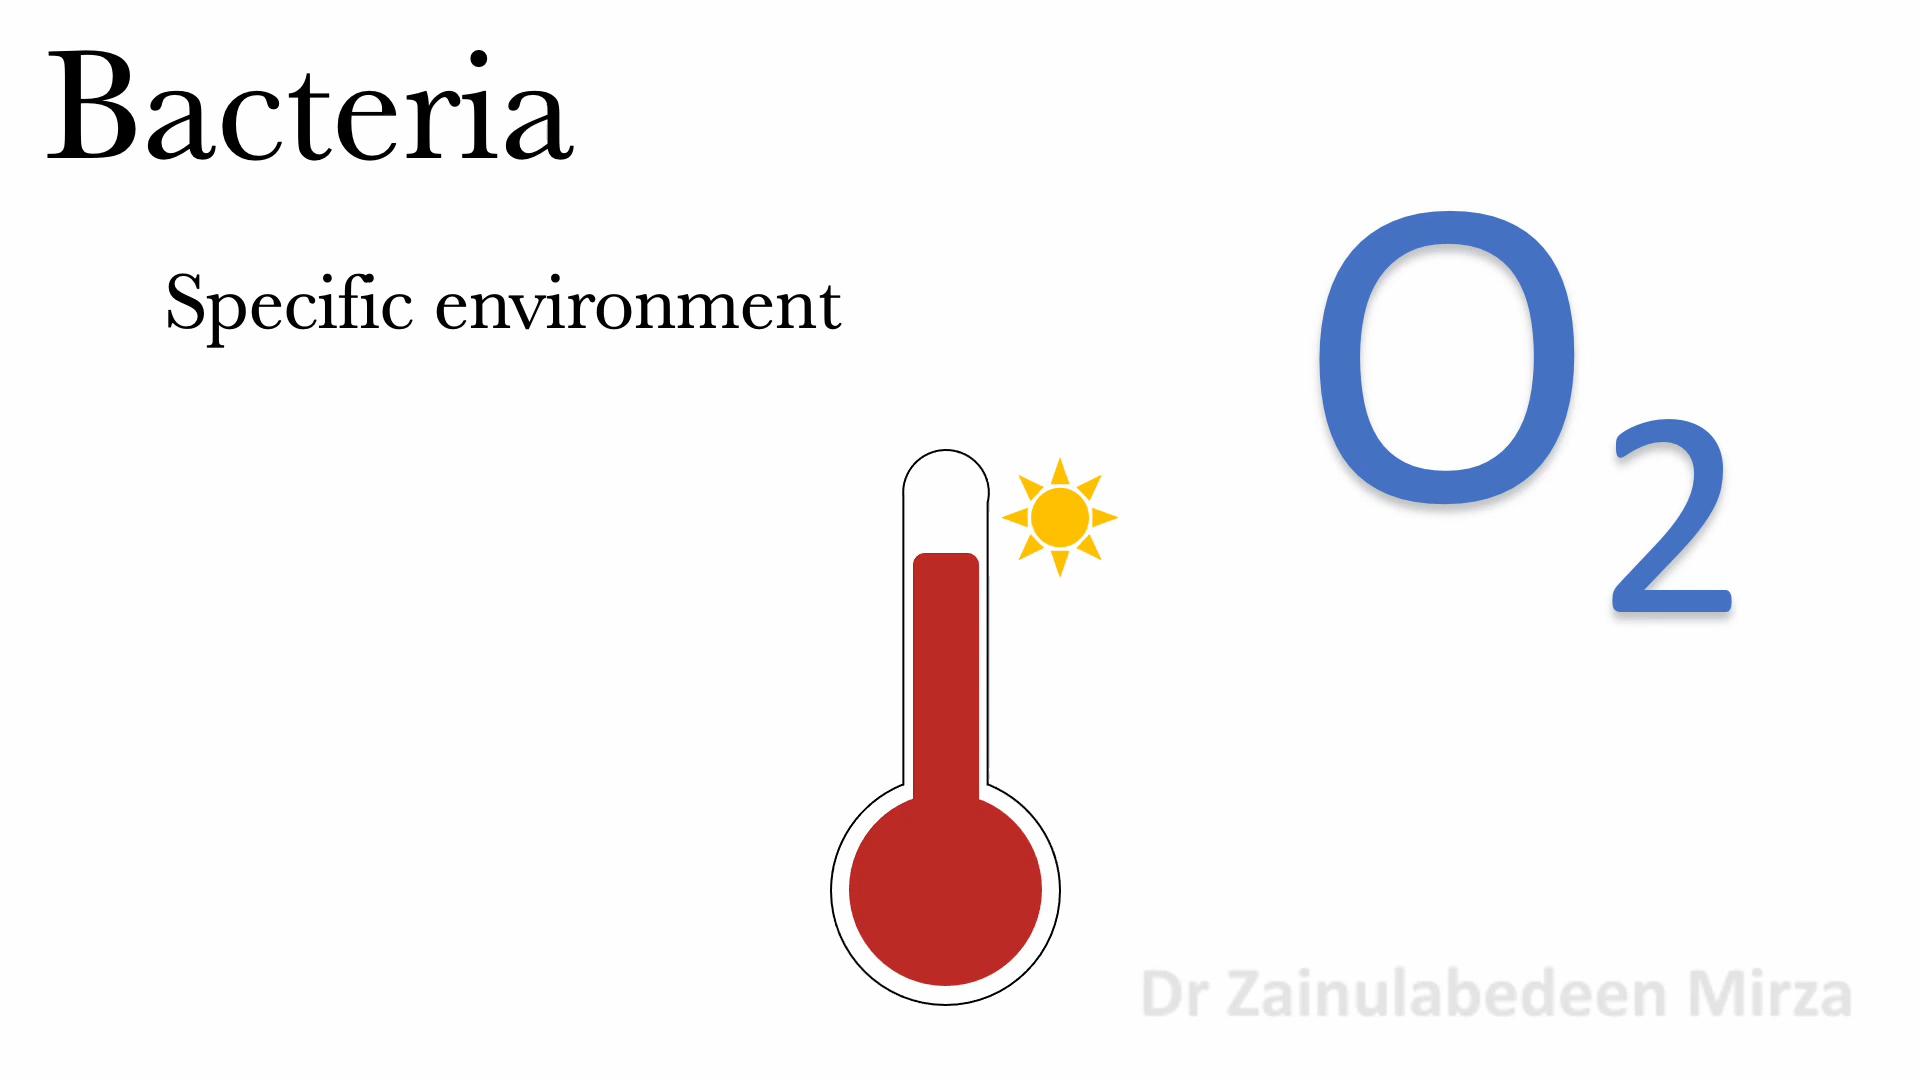 Bacteria
Specific environment
O2
Dr Zainulabedeen Mirza